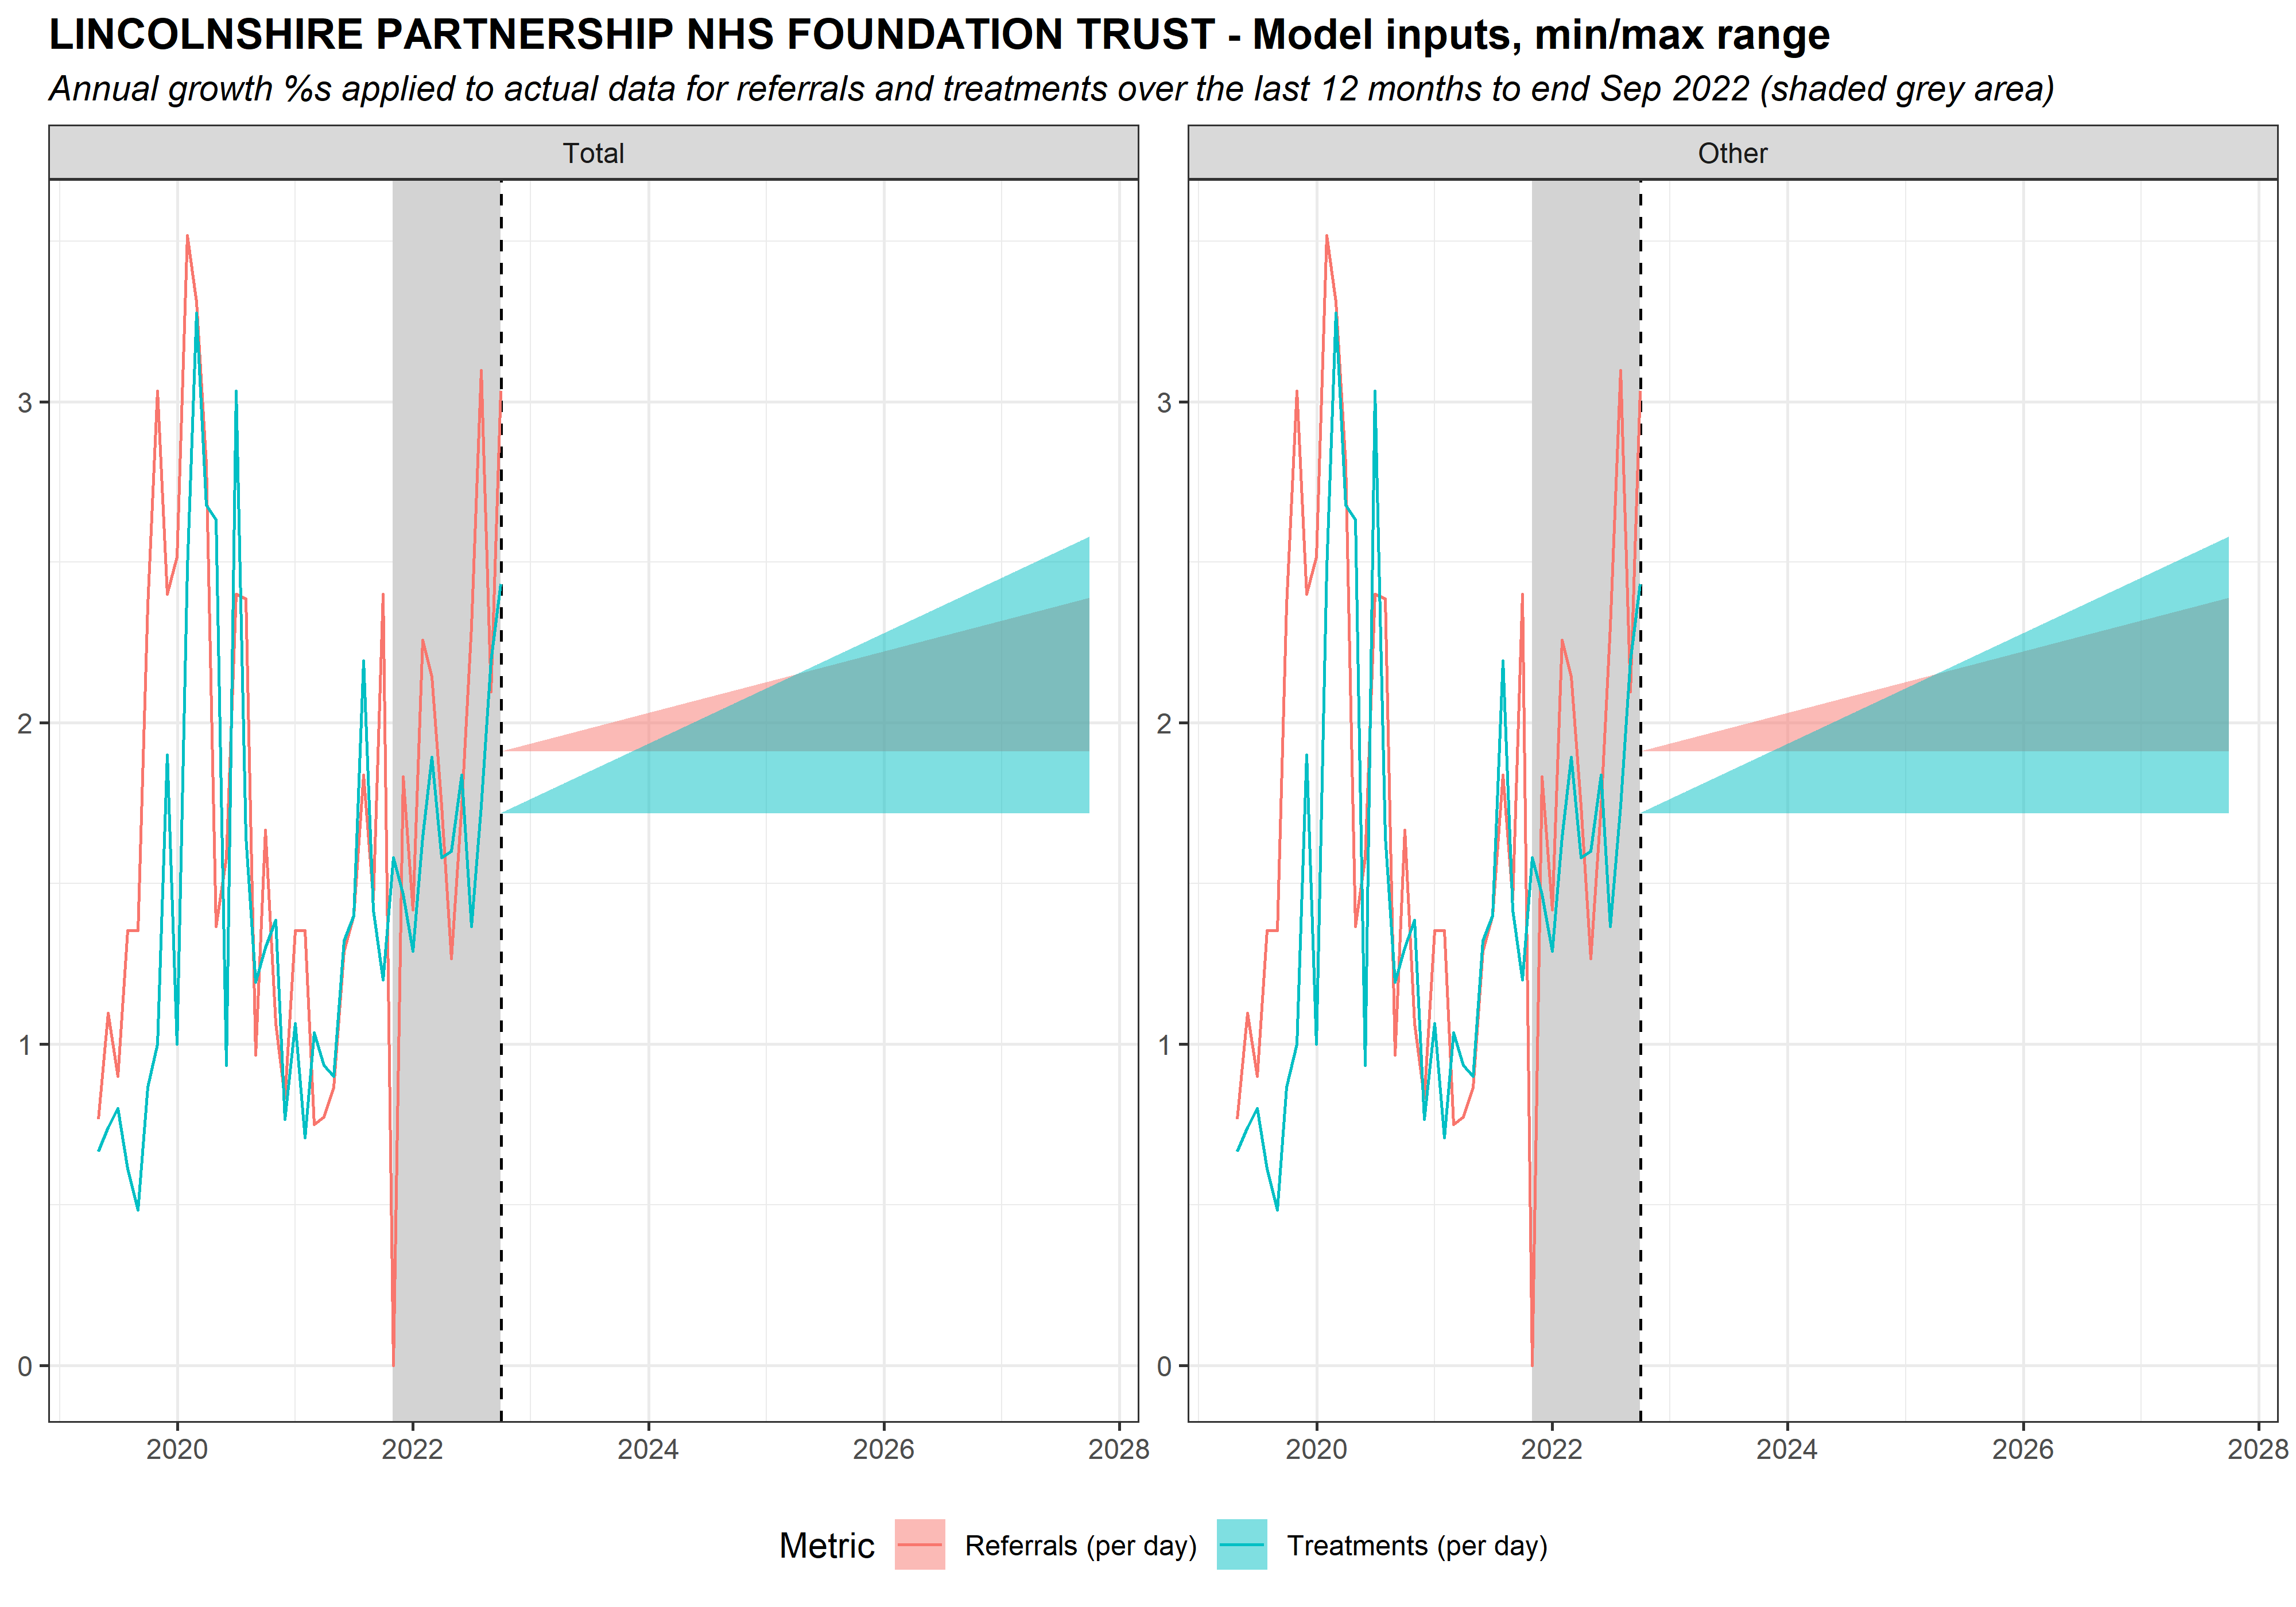 LINCOLNSHIRE PARTNERSHIP NHS FOUNDATION TRUST - Model inputs, min/max range
Annual growth %s applied to actual data for referrals and treatments over the last 12 months to end Sep 2022 (shaded grey area)
Total
Other
3
2
1
0
3
2
1
0
2020 2022 2024 2026 2028
2020 2022 2024 2026 2028
Metric Referrals (per day) Treatments (per day)